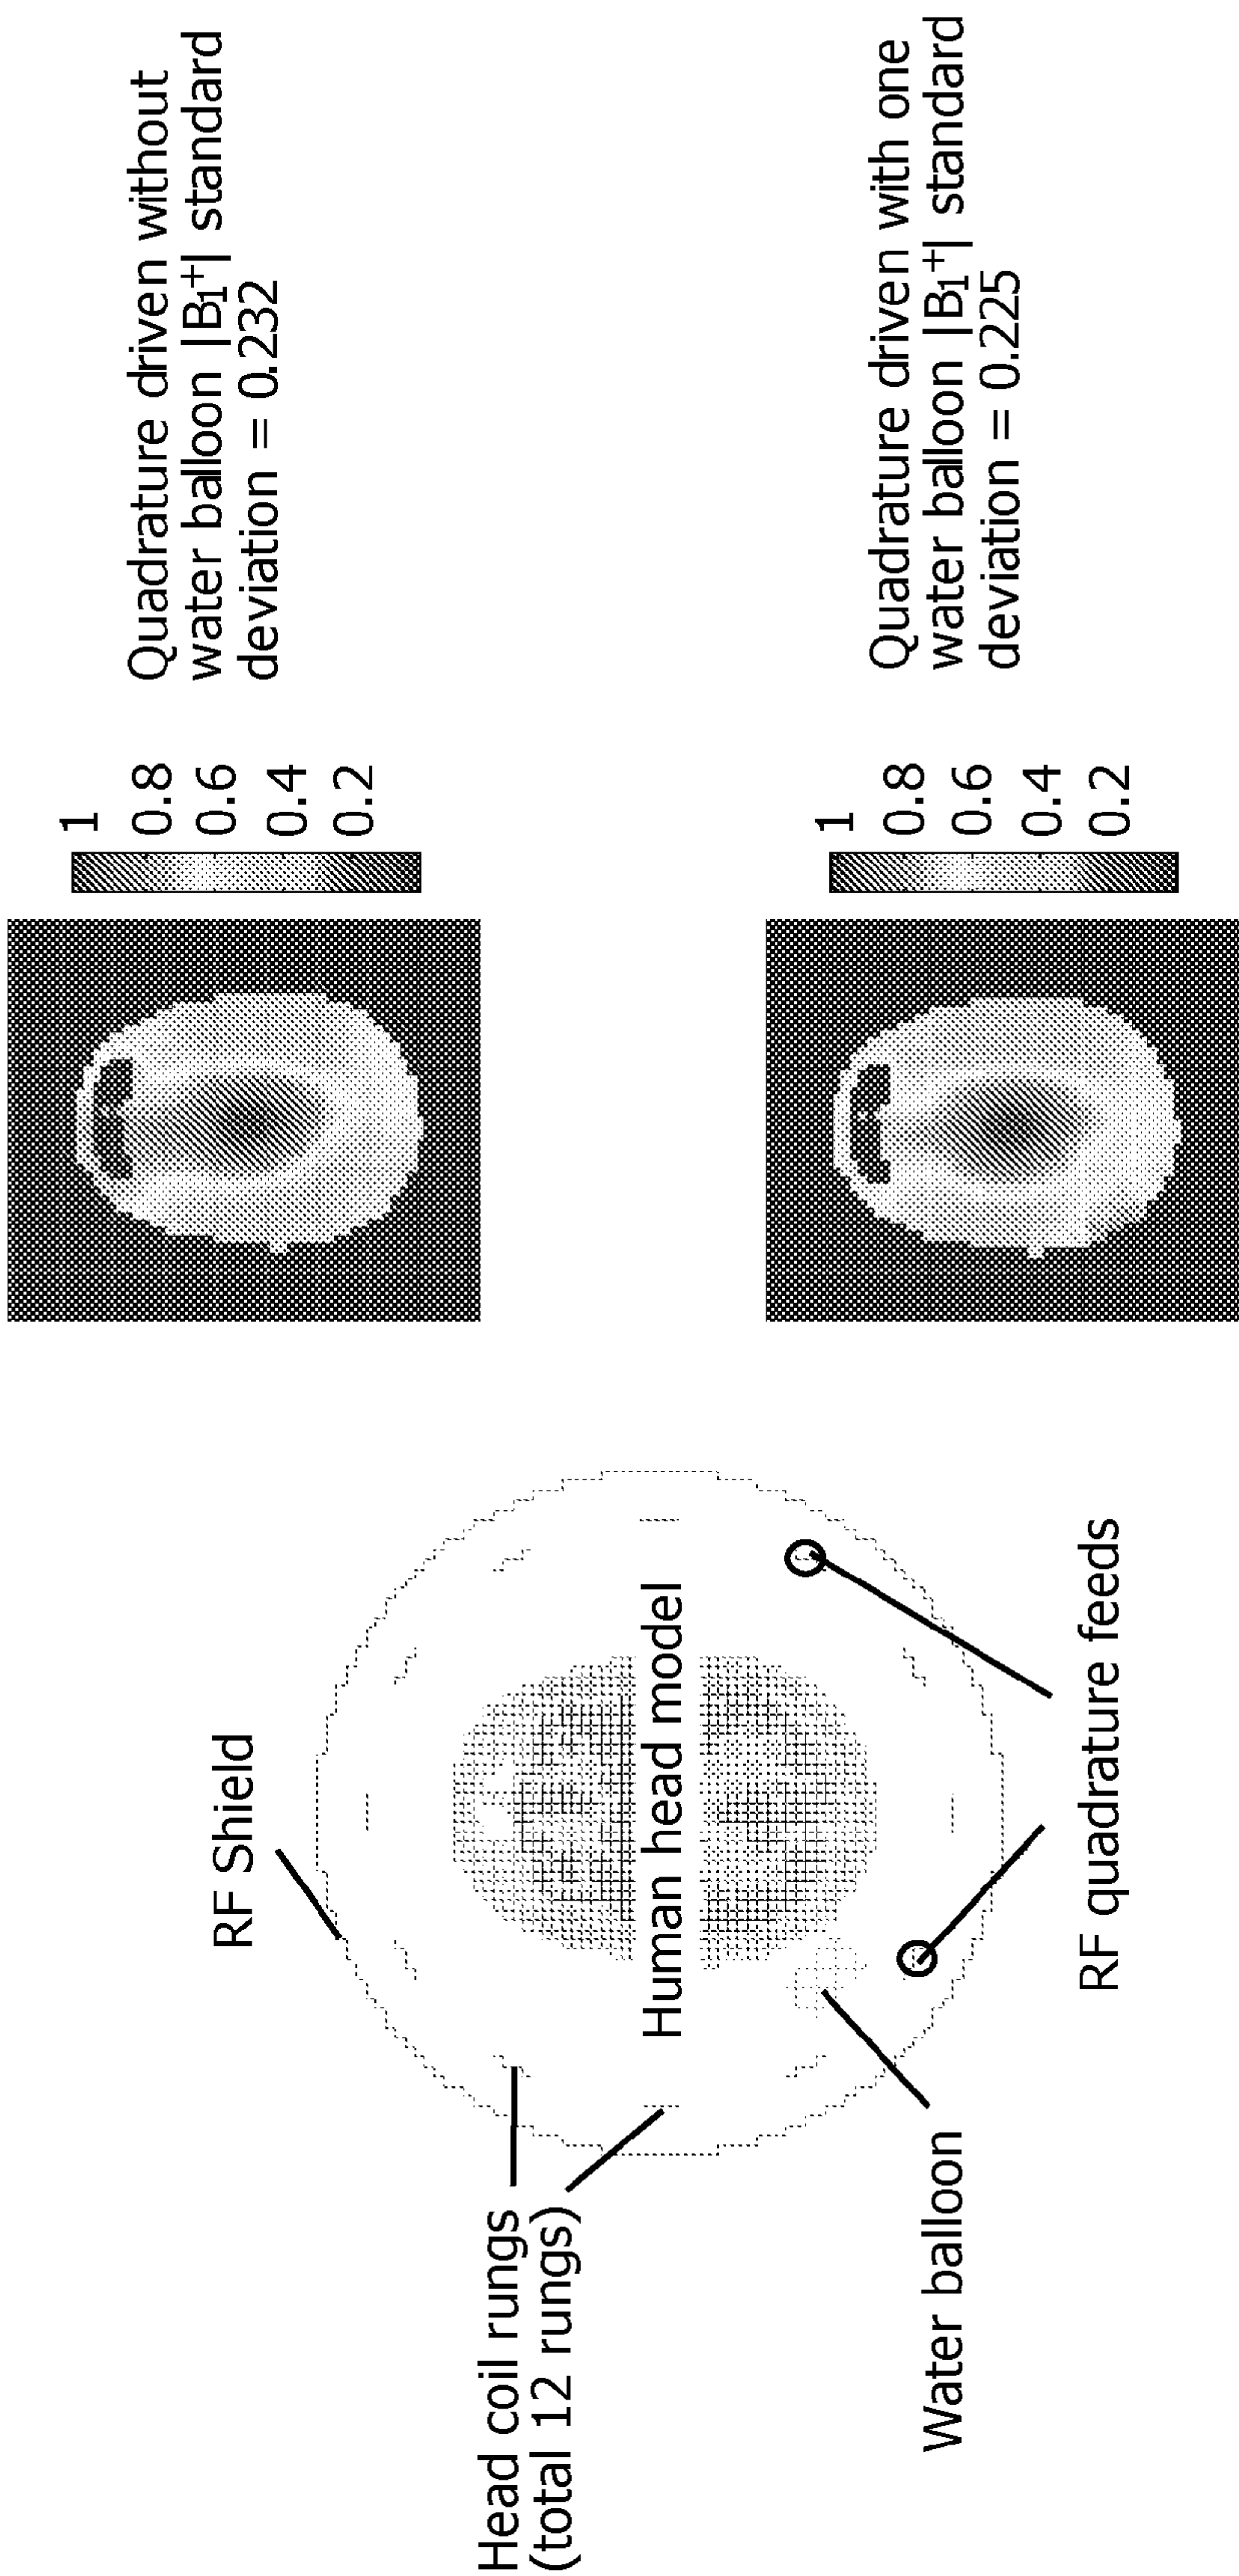 RF Shield
Head coil rungs
(total 12 rungs)
Human head model
Water balloon
RF quadrature feeds
1
0.8
0.6
0.4
0.2
Quadrature driven without
water balloon |B₁⁺| standard
deviation = 0.232
1
0.8
0.6
0.4
0.2
Quadrature driven with one
water balloon |B₁⁺| standard
deviation = 0.225